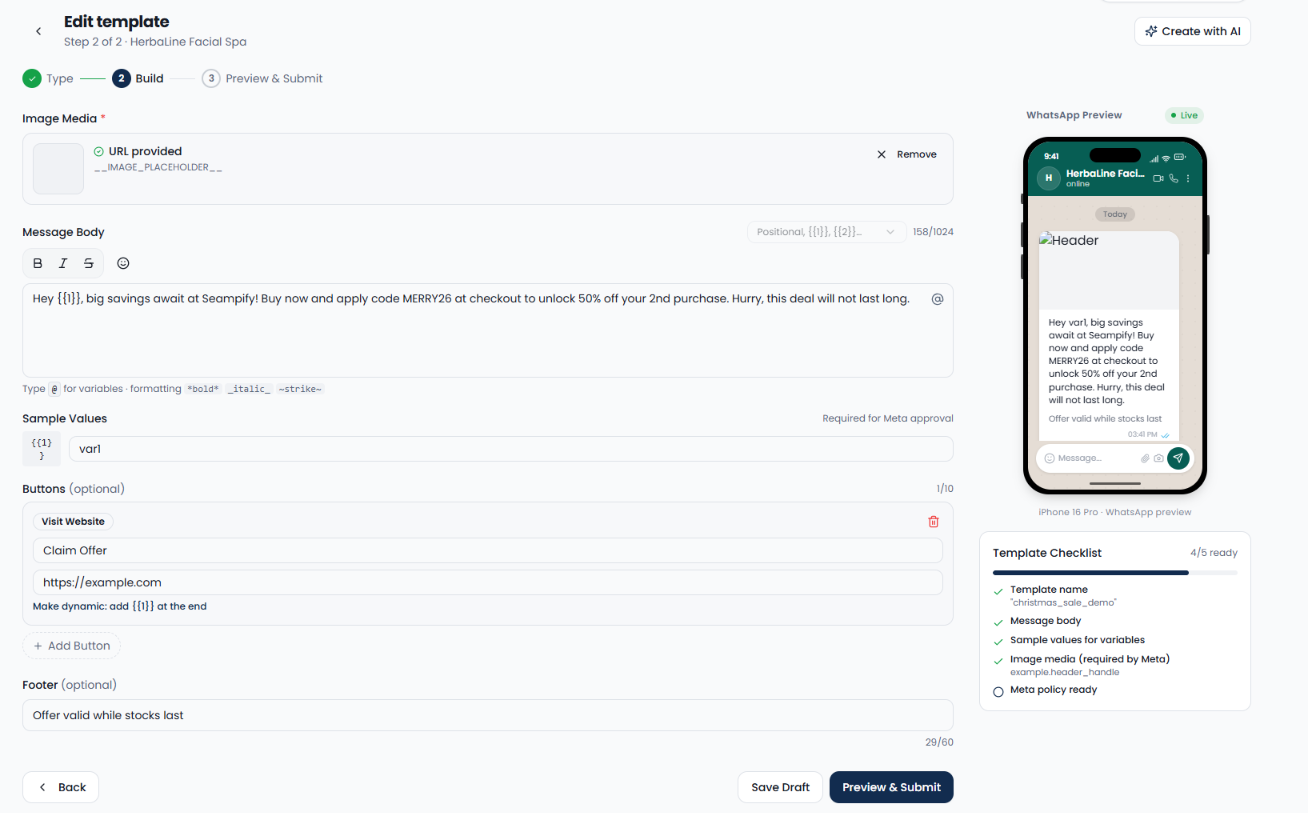 Edit template
Step 2 of 2 · HerbaLine Facial Spa
Create with AI
Type
2 Build
3 Preview & Submit
Image Media *
URL provided
__IMAGE_PLACEHOLDER__
Remove
Message Body
Positional, {{1}}, {{2}}...
158/1024
B I S
Hey {{1}}, big savings await at Seampify! Buy now and apply code MERRY26 at checkout to unlock 50% off your 2nd purchase. Hurry, this deal will not last long.
@
Type @ for variables · formatting *bold* _italic_ ~strike~
Sample Values
Required for Meta approval
{{1}
}
var1
Buttons (optional)
1/10
Visit Website
Claim Offer
https://example.com
Make dynamic: add {{1}} at the end
+ Add Button
Footer (optional)
Offer valid while stocks last
29/60
Back
Save Draft
Preview & Submit
WhatsApp Preview
Live
9:41
H
HerbaLine Faci...
online
Today
Header
Hey var1, big savings
await at Seampify! Buy
now and apply code
MERRY26 at checkout to
unlock 50% off your 2nd
purchase. Hurry, this deal
will not last long.
Offer valid while stocks last
03:41 PM
Message...
iPhone 16 Pro · WhatsApp preview
Template Checklist
4/5 ready
Template name
"christmas_sale_demo"
Message body
Sample values for variables
Image media (required by Meta)
example.header_handle
Meta policy ready